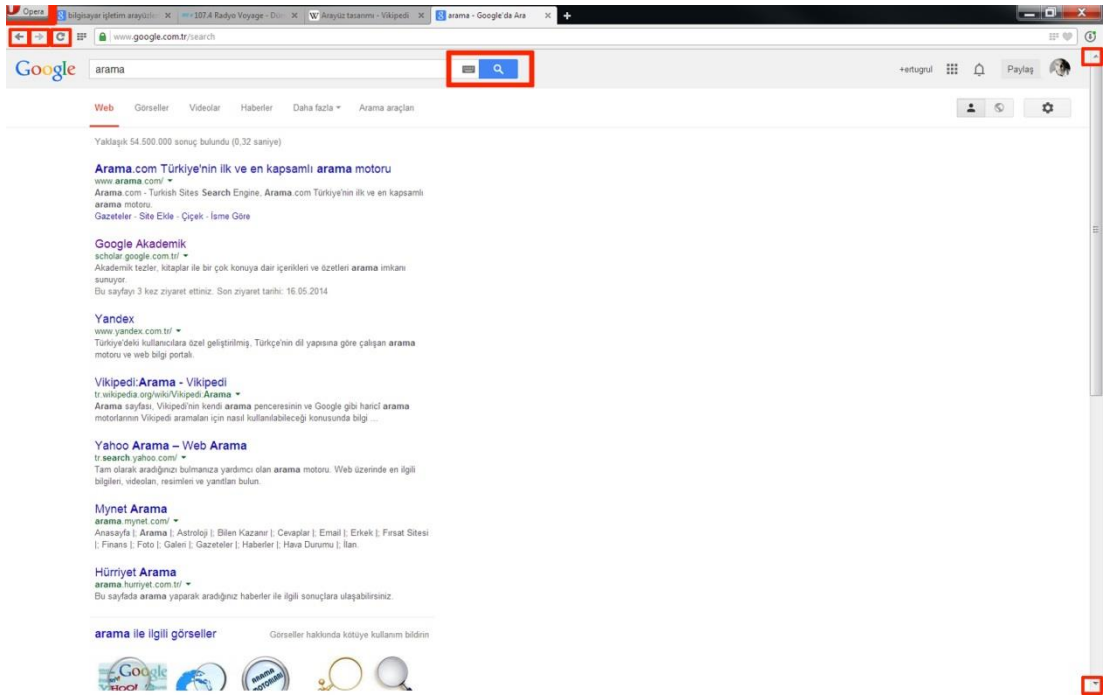 Opera
bilgisayar işletim arayüzle
107.4 Radyo Voyage - Dün
W Arayüz tasarımı - Vikipedi
arama - Google'da Ara
www.google.com.tr/search
Google
arama
+ertugrul
Paylaş
Web Görseller Videolar Haberler Daha fazla Arama araçları
Yaklaşık 54.500.000 sonuç bulundu (0,32 saniye)
Arama.com Türkiye'nin ilk ve en kapsamlı arama motoru
www.arama.com/
Arama.com - Turkish Sites Search Engine, Arama.com Türkiye'nin ilk ve en kapsamlı
arama motoru.
Gazeteler - Site Ekle - Çiçek - İsme Göre
Google Akademik
scholar.google.com.tr/
Akademik tezler, kitaplar ile bir çok konuya dair içerikleri ve özetleri arama imkanı
sunuyor.
Bu sayfayı 3 kez ziyaret ettiniz. Son ziyaret tarihi: 16.05.2014
Yandex
www.yandex.com.tr/
Türkiye'deki kullanıcılara özel geliştirilmiş, Türkçe'nin dil yapısına göre çalışan arama
motoru ve web bilgi portalı.
Vikipedi:Arama - Vikipedi
tr.wikipedia.org/wiki/Vikipedi:Arama
Arama sayfası, Vikipedi'nin kendi arama penceresinin ve Google gibi haricî arama
motorlarının Vikipedi aramaları için nasıl kullanılabileceği konusunda bilgi ...
Yahoo Arama – Web Arama
tr.search.yahoo.com/
Tam olarak aradığınızı bulmanıza yardımcı olan arama motoru. Web üzerinde en ilgili
bilgileri, videoları, resimleri ve yanıtları bulun.
Mynet Arama
arama.mynet.com/
Anasayfa |; Arama |; Astroloji |; Bilen Kazanır |; Cevaplar |; Email |; Erkek |; Fırsat Sitesi
|; Finans |; Foto |; Galeri |; Gazeteler |; Haberler |; Hava Durumu |; İlan.
Hürriyet Arama
arama.hurriyet.com.tr/
Bu sayfada arama yaparak aradığınız haberler ile ilgili sonuçlara ulaşabilirsiniz.
arama ile ilgili görseller
Görseller hakkında kötüye kullanım bildirin
Google
YAHOO!
ARAMA
MOTORLARI